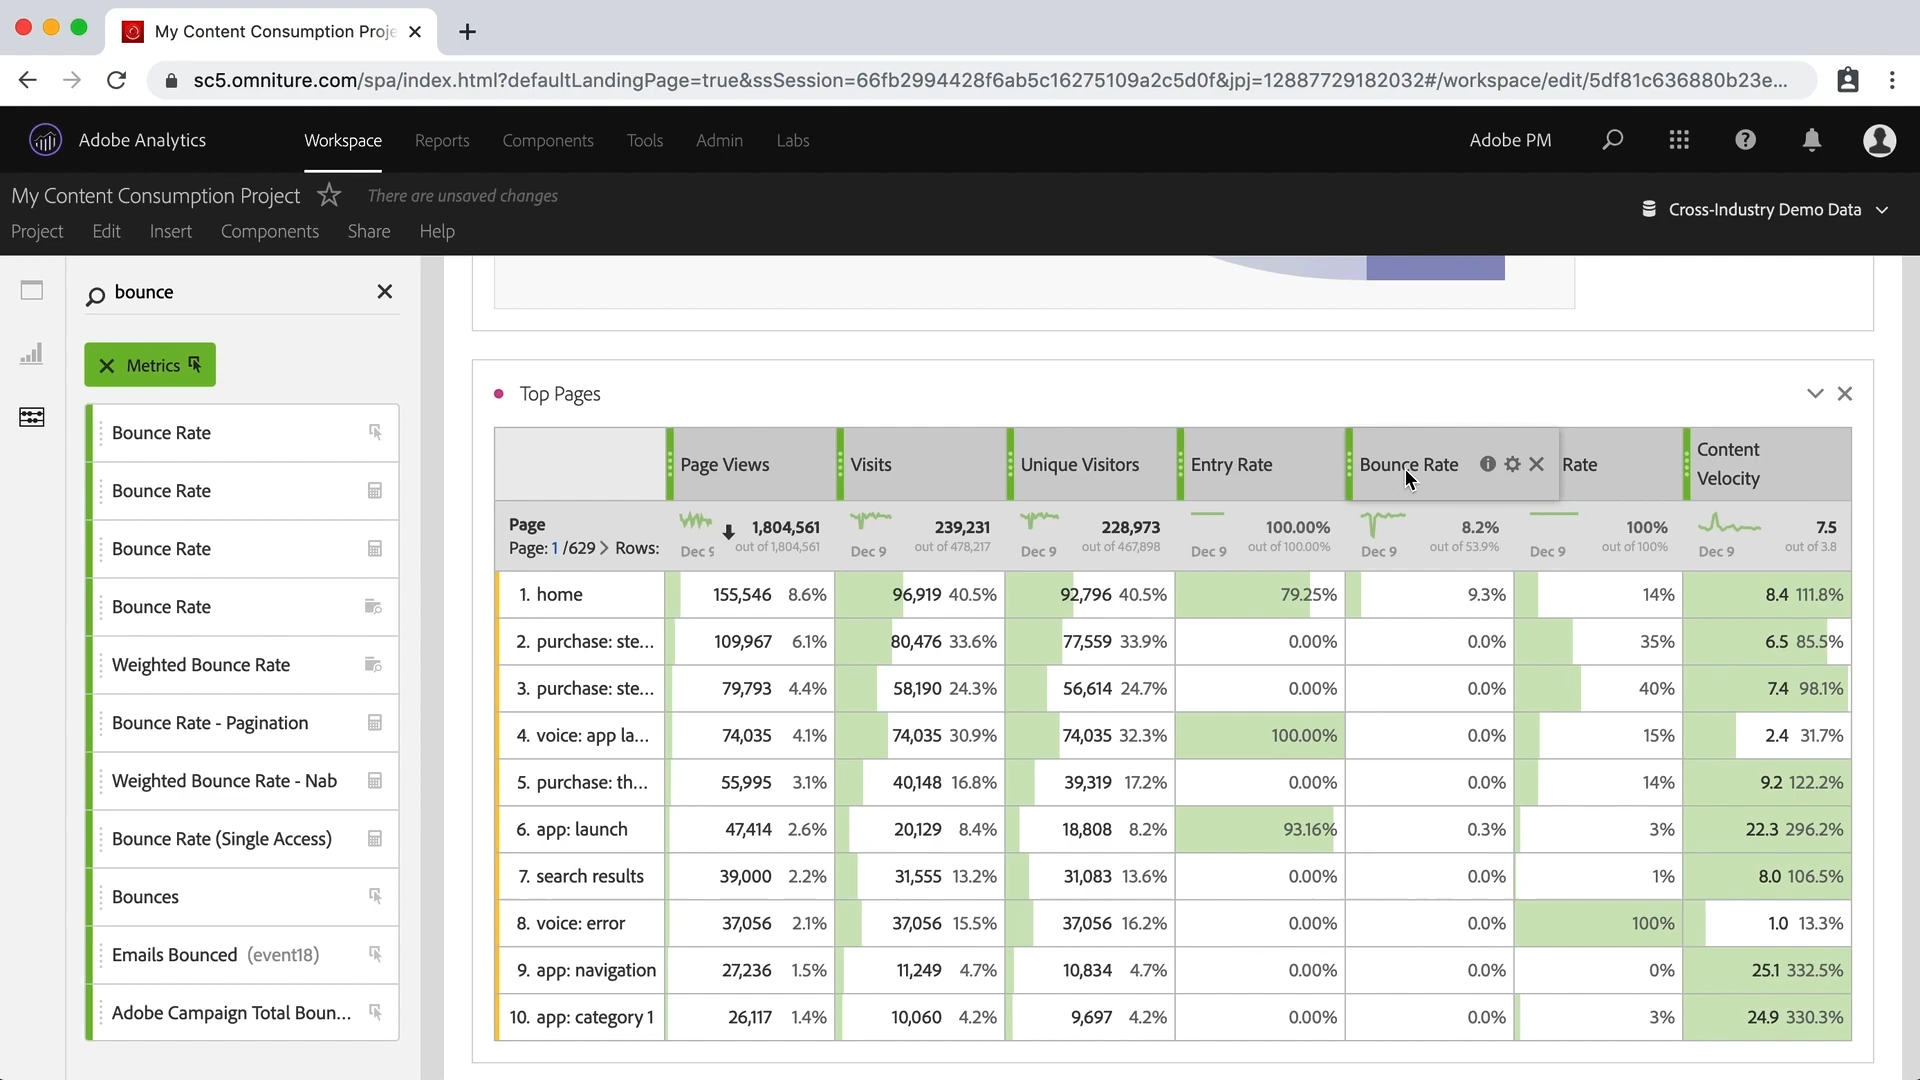 My Content Consumption Proje
sc5.omniture.com/spa/index.html?defaultLandingPage=true&ssSession=66fb2994428f6ab5c16275109a2c5d0f&jpj=12887729182032#/workspace/edit/5df81c636880b23e...
Adobe Analytics Workspace Reports Components Tools Admin Labs Adobe PM
My Content Consumption Project There are unsaved changes
Cross-Industry Demo Data
Project Edit Insert Components Share Help
bounce
Metrics
Bounce Rate
Bounce Rate
Bounce Rate
Bounce Rate
Weighted Bounce Rate
Bounce Rate - Pagination
Weighted Bounce Rate - Nab
Bounce Rate (Single Access)
Bounces
Emails Bounced (event18)
Adobe Campaign Total Boun...
Top Pages
Page Views Visits Unique Visitors Entry Rate Bounce Rate Rate Content Velocity
Page 1,804,561 239,231 228,973 100.00% 8.2% 100% 7.5
Page: 1 /629 > Rows: Dec 9 out of 1,804,561 Dec 9 out of 478,217 Dec 9 out of 467,898 Dec 9 out of 100.00% Dec 9 out of 53.9% Dec 9 out of 100% Dec 9 out of 3.8
1. home 155,546 8.6% 96,919 40.5% 92,796 40.5% 79.25% 9.3% 14% 8.4 111.8%
2. purchase: ste... 109,967 6.1% 80,476 33.6% 77,559 33.9% 0.00% 0.0% 35% 6.5 85.5%
3. purchase: ste... 79,793 4.4% 58,190 24.3% 56,614 24.7% 0.00% 0.0% 40% 7.4 98.1%
4. voice: app la... 74,035 4.1% 74,035 30.9% 74,035 32.3% 100.00% 0.0% 15% 2.4 31.7%
5. purchase: th... 55,995 3.1% 40,148 16.8% 39,319 17.2% 0.00% 0.0% 14% 9.2 122.2%
6. app: launch 47,414 2.6% 20,129 8.4% 18,808 8.2% 93.16% 0.3% 3% 22.3 296.2%
7. search results 39,000 2.2% 31,555 13.2% 31,083 13.6% 0.00% 0.0% 1% 8.0 106.5%
8. voice: error 37,056 2.1% 37,056 15.5% 37,056 16.2% 0.00% 0.0% 100% 1.0 13.3%
9. app: navigation 27,236 1.5% 11,249 4.7% 10,834 4.7% 0.00% 0.0% 0% 25.1 332.5%
10. app: category 1 26,117 1.4% 10,060 4.2% 9,697 4.2% 0.00% 0.0% 3% 24.9 330.3%